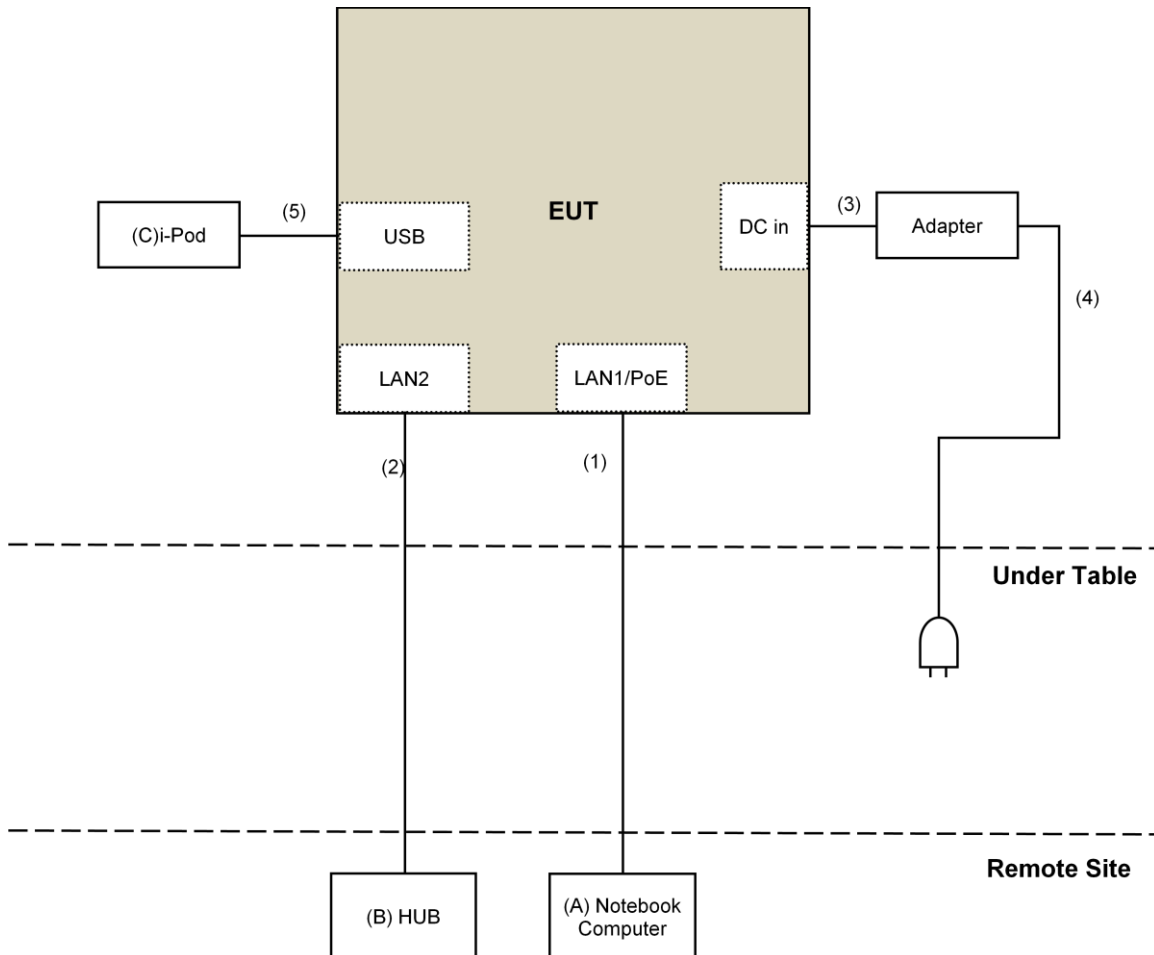 EUT
(C)i-Pod
(5)
USB
DC in
(3)
Adapter
(4)
LAN2
LAN1/PoE
(2)
(1)
Under Table
Remote Site
(B) HUB
(A) Notebook
Computer